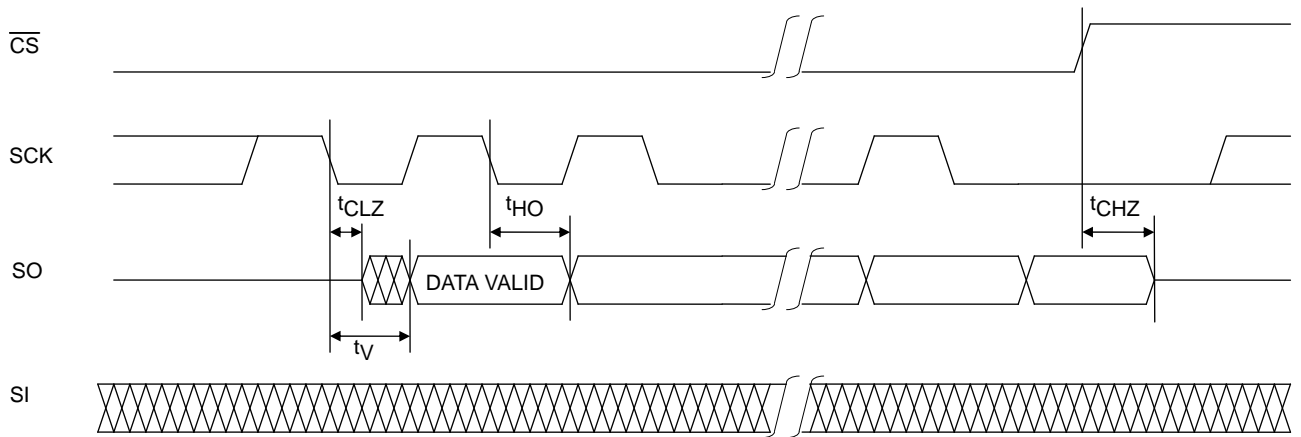 CS
SCK
tCLZ
tHO
tCHZ
SO
DATA VALID
tV
SI